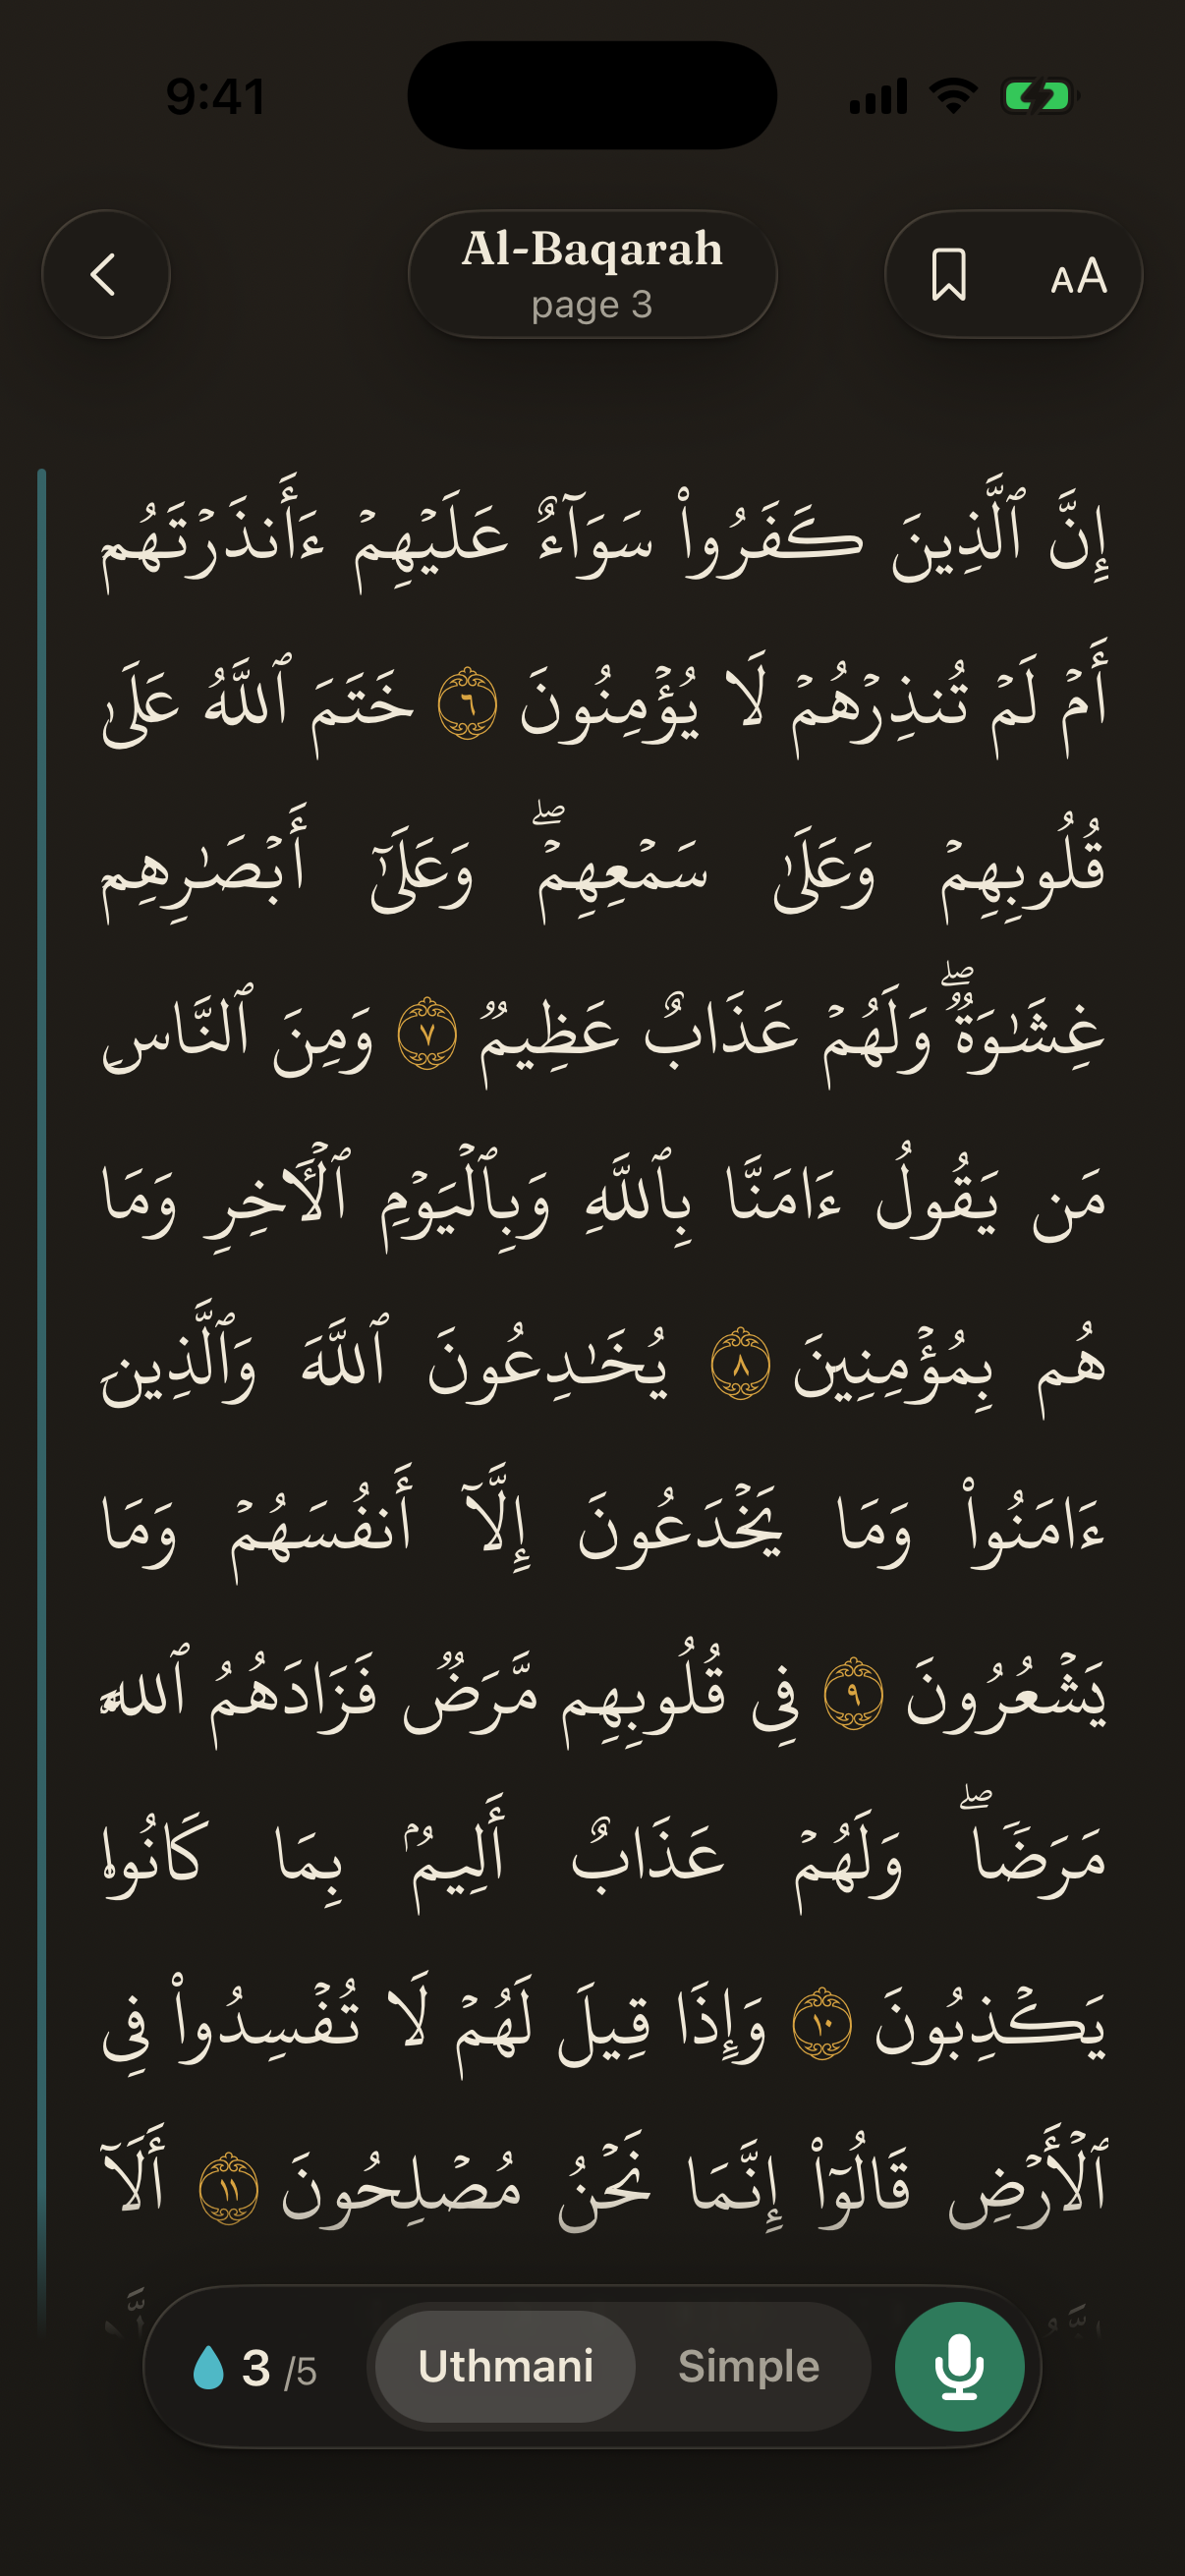 9:41
Al-Baqarah
page 3
إِنَّ ٱلَّذِينَ كَفَرُوا۟ سَوَآءٌ عَلَيْهِمْ ءَأَنذَرْتَهُم
أَمْ لَمْ تُنذِرْهُمْ لَا يُؤْمِنُونَ ٦ خَتَمَ ٱللَّهُ عَلَىٰ
قُلُوبِهِمْ وَعَلَىٰ سَمْعِهِمْ ۖ وَعَلَىٰٓ أَبْصَـٰرِهِم
غِشَـٰوَةٌ ۖ وَلَهُمْ عَذَابٌ عَظِيمٌ ٧ وَمِنَ ٱلنَّاسِ
مَن يَقُولُ ءَامَنَّا بِٱللَّهِ وَبِٱلْيَوْمِ ٱلْـَٔاخِرِ وَمَا
هُم بِمُؤْمِنِينَ ٨ يُخَـٰدِعُونَ ٱللَّهَ وَٱلَّذِينَ
ءَامَنُوا۟ وَمَا يَخْدَعُونَ إِلَّآ أَنفُسَهُمْ وَمَا
يَشْعُرُونَ ٩ فِى قُلُوبِهِم مَّرَضٌ فَزَادَهُمُ ٱللَّهُ
مَرَضًا ۖ وَلَهُمْ عَذَابٌ أَلِيمٌۢ بِمَا كَانُوا۟
يَكْذِبُونَ ١٠ وَإِذَا قِيلَ لَهُمْ لَا تُفْسِدُوا۟ فِى
ٱلْأَرْضِ قَالُوٓا۟ إِنَّمَا نَحْنُ مُصْلِحُونَ ١١ أَلَآ
3 /5 Uthmani Simple